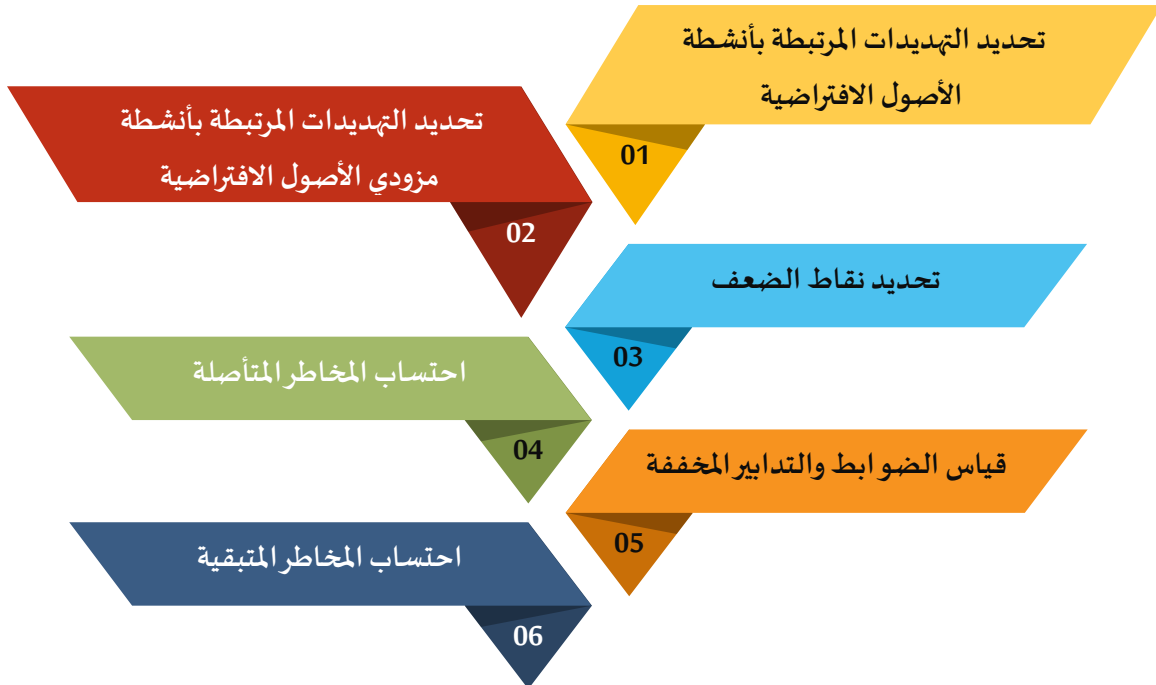 تحديد التهديدات المرتبطة بأنشطة
الأصول الافتراضية
01
تحديد التهديدات المرتبطة بأنشطة
مزودي الأصول الافتراضية
02
تحديد نقاط الضعف
03
احتساب المخاطر المتأصلة
04
قياس الضوابط والتدابير المخففة
05
احتساب المخاطر المتبقية
06